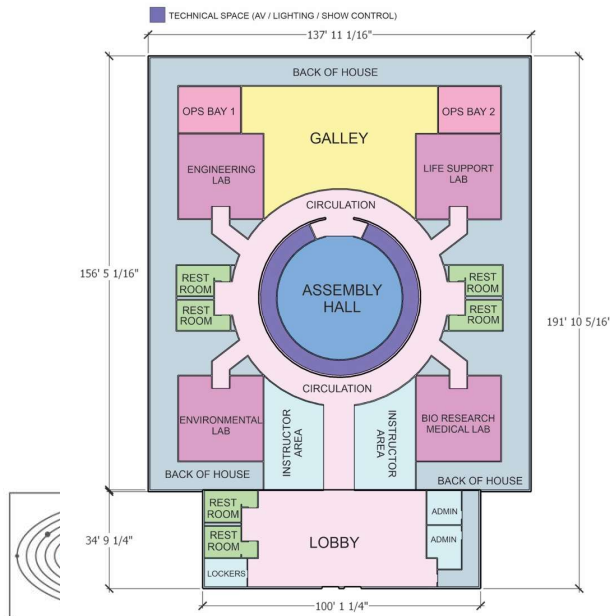 TECHNICAL SPACE (AV / LIGHTING / SHOW CONTROL)
137' 11 1/16"
BACK OF HOUSE
OPS BAY 1
OPS BAY 2
GALLEY
ENGINEERING
LAB
LIFE SUPPORT
LAB
CIRCULATION
156' 5 1/16"
REST
ROOM
REST
ROOM
ASSEMBLY
HALL
REST
ROOM
REST
ROOM
191' 10 5/16"
CIRCULATION
ENVIRONMENTAL
LAB
INSTRUCTOR
AREA
INSTRUCTOR
AREA
BIO RESEARCH
MEDICAL LAB
BACK OF HOUSE
BACK OF HOUSE
REST
ROOM
ADMIN
34' 9 1/4"
REST
ROOM
LOBBY
ADMIN
LOCKERS
100' 1 1/4"